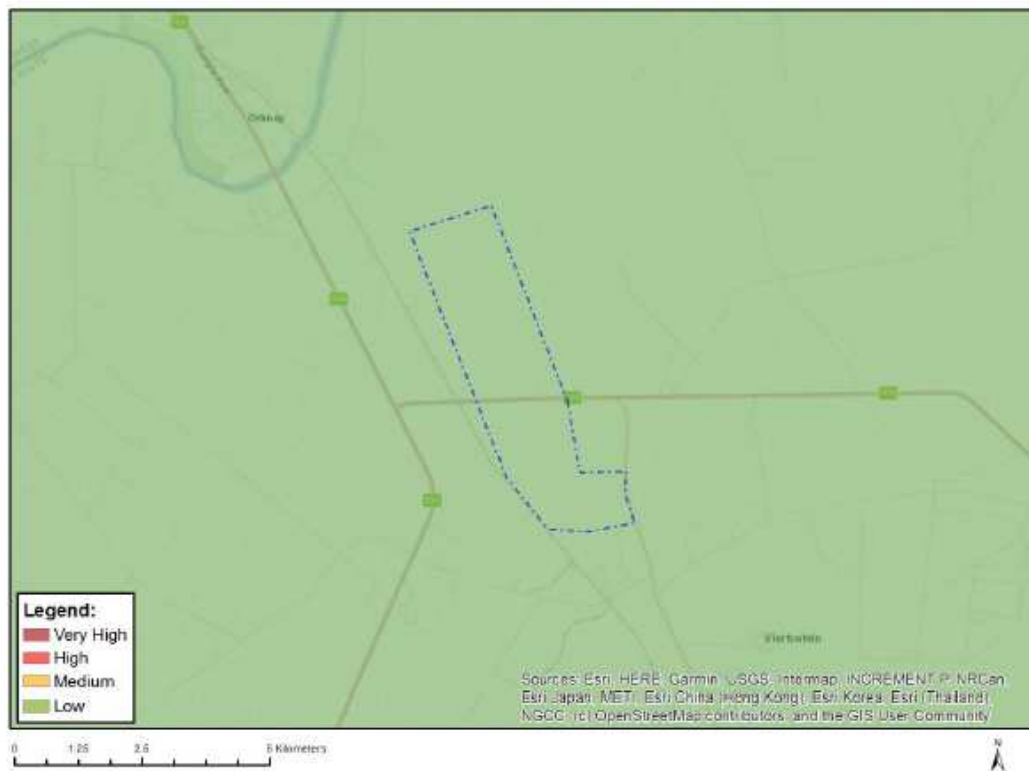 Orkney
Vierfontein
Legend:
Very High
High
Medium
Low
Sources: Esri, HERE, Garmin, USGS, Intermap, INCREMENT P, NRCan,
Esri Japan, METI, Esri China (Hong Kong), Esri Korea, Esri (Thailand),
NGCC, (c) OpenStreetMap contributors, and the GIS User Community
0 1.25 2.5 5 Kilometers
N